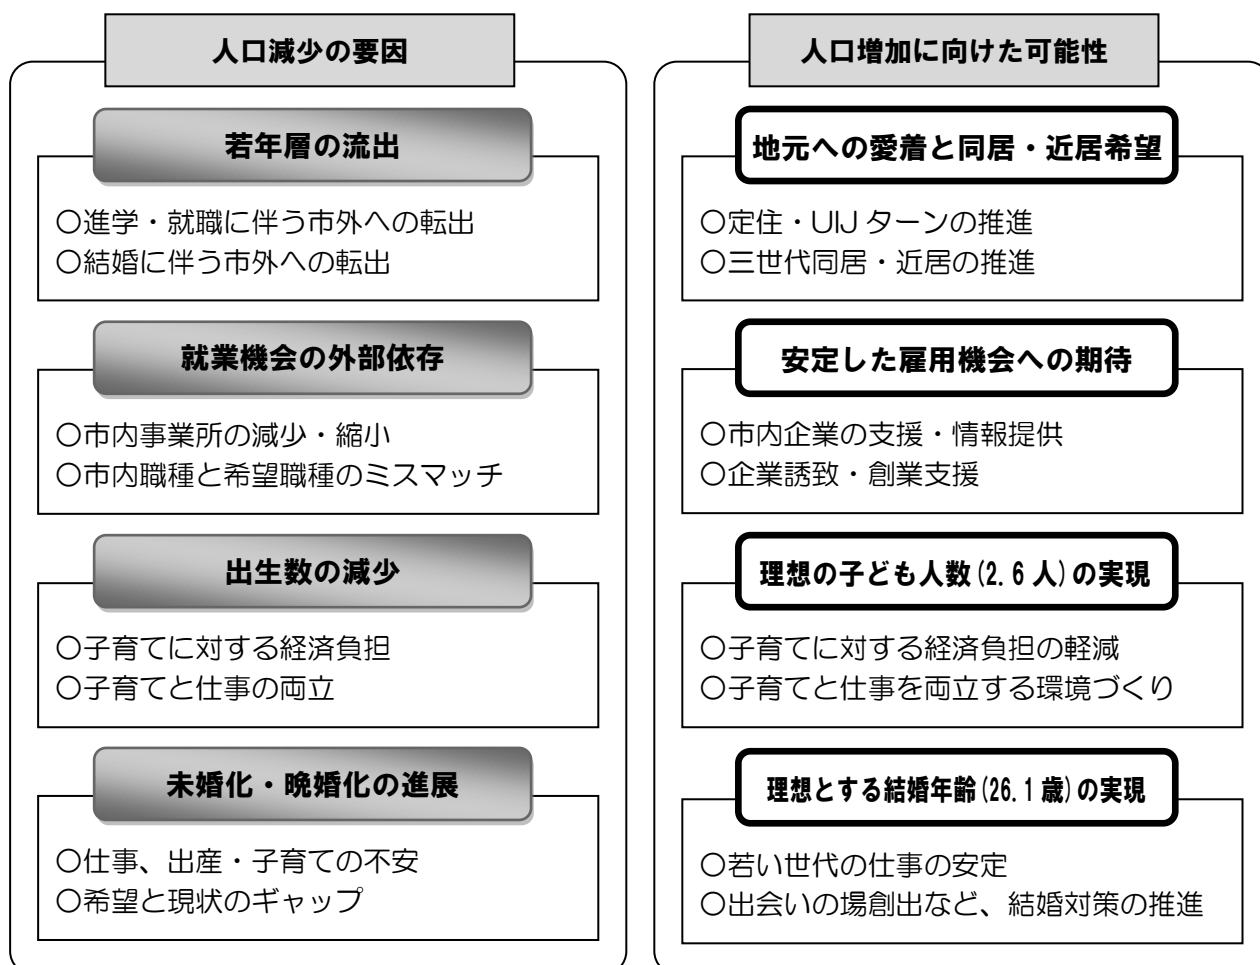 人口減少の要因
若年層の流出
○進学・就職に伴う市外への転出
○結婚に伴う市外への転出
就業機会の外部依存
○市内事業所の減少・縮小
○市内職種と希望職種のミスマッチ
出生数の減少
○子育てに対する経済負担
○子育てと仕事の両立
未婚化・晩婚化の進展
○仕事、出産・子育ての不安
○希望と現状のギャップ
人口増加に向けた可能性
地元への愛着と同居・近居希望
○定住・UIJ ターンの推進
○三世代同居・近居の推進
安定した雇用機会への期待
○市内企業の支援・情報提供
○企業誘致・創業支援
理想の子ども人数(2.6 人)の実現
○子育てに対する経済負担の軽減
○子育てと仕事を両立する環境づくり
理想とする結婚年齢(26.1 歳)の実現
○若い世代の仕事の安定
○出会いの場創出など、結婚対策の推進